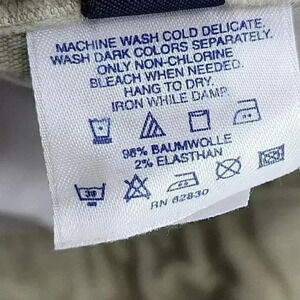 MACHINE WASH COLD DELICATE.
WASH DARK COLORS SEPARATELY.
ONLY NON-CHLORINE
BLEACH WHEN NEEDED.
HANG TO DRY.
IRON WHILE DAMP.
98% BAUMWOLLE
2% ELASTHAN
30
RN 62830